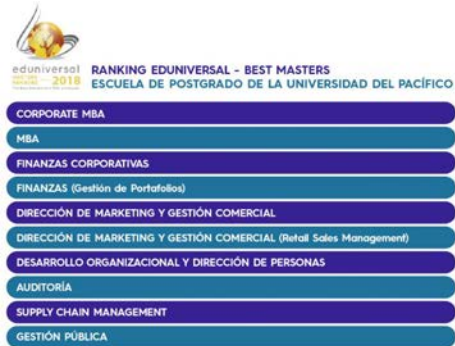 eduniversal
2018
RANKING EDUNIVERSAL - BEST MASTERS
ESCUELA DE POSTGRADO DE LA UNIVERSIDAD DEL PACÍFICO
CORPORATE MBA
MBA
FINANZAS CORPORATIVAS
FINANZAS (Gestión de Portafolios)
DIRECCIÓN DE MARKETING Y GESTIÓN COMERCIAL
DIRECCIÓN DE MARKETING Y GESTIÓN COMERCIAL (Retail Sales Management)
DESARROLLO ORGANIZACIONAL Y DIRECCIÓN DE PERSONAS
AUDITORÍA
SUPPLY CHAIN MANAGEMENT
GESTIÓN PÚBLICA